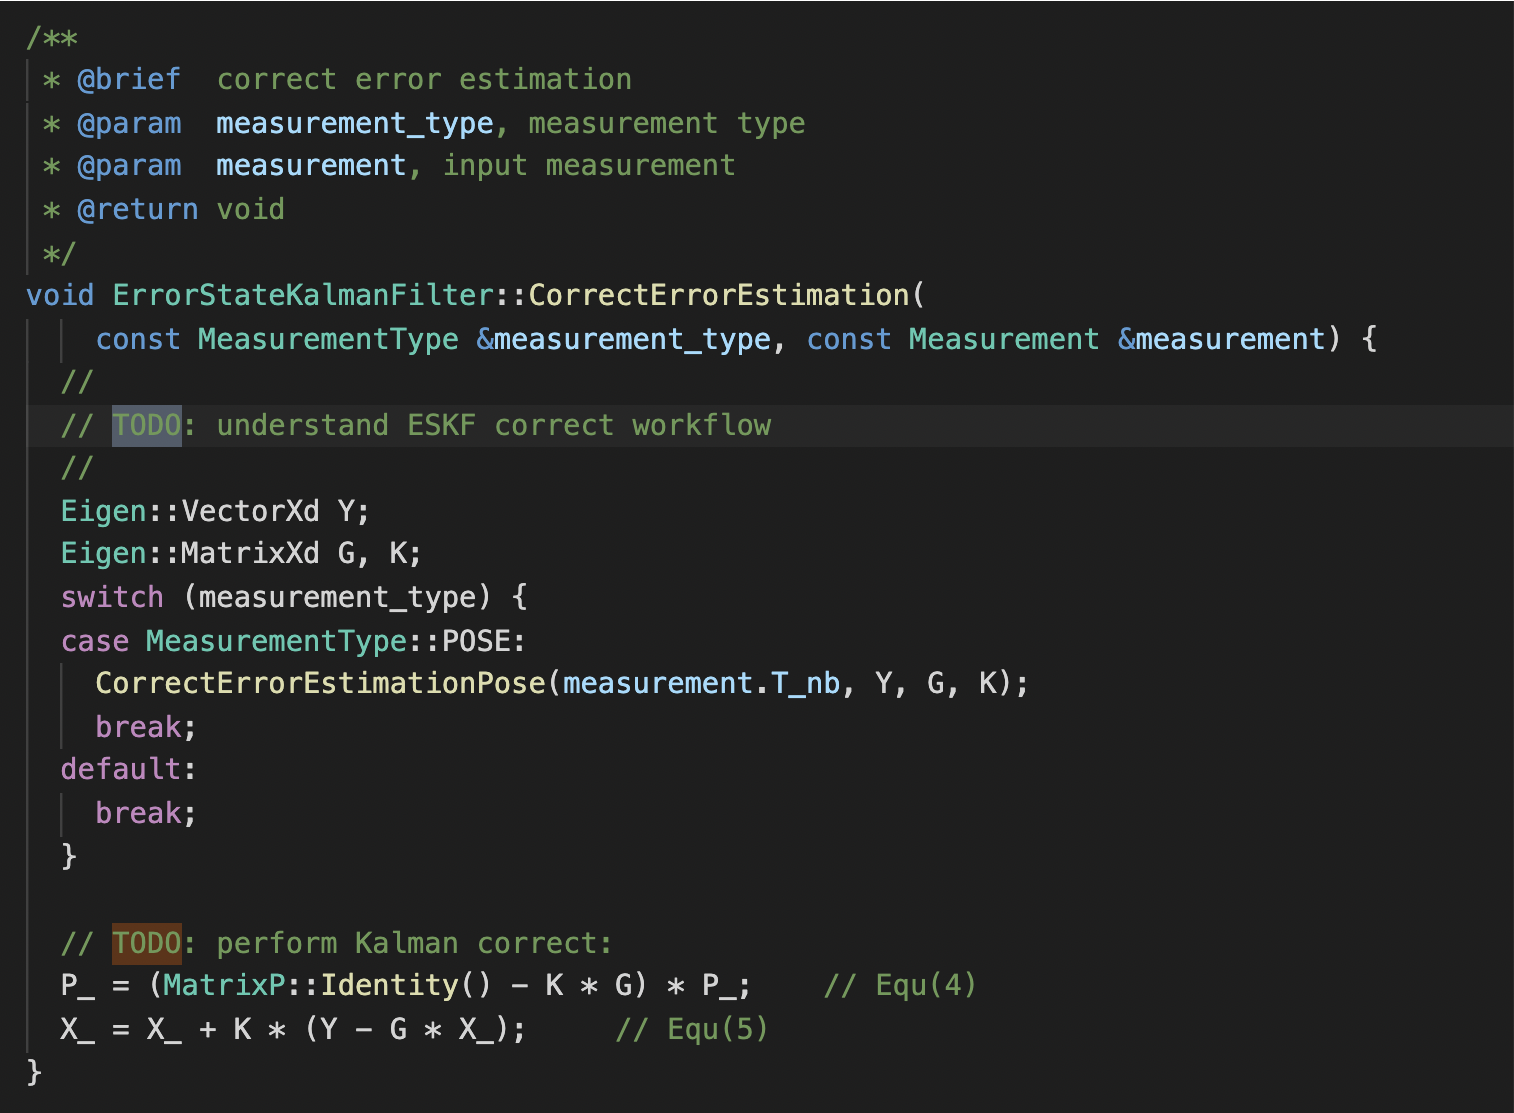 /**
 * @brief  correct error estimation
 * @param  measurement_type, measurement type
 * @param  measurement, input measurement
 * @return void
 */
void ErrorStateKalmanFilter::CorrectErrorEstimation(
    const MeasurementType &measurement_type, const Measurement &measurement) {
  //
  // TODO: understand ESKF correct workflow
  //
  Eigen::VectorXd Y;
  Eigen::MatrixXd G, K;
  switch (measurement_type) {
  case MeasurementType::POSE:
    CorrectErrorEstimationPose(measurement.T_nb, Y, G, K);
    break;
  default:
    break;
  }

  // TODO: perform Kalman correct:
  P_ = (MatrixP::Identity() - K * G) * P_;    // Equ(4)
  X_ = X_ + K * (Y - G * X_);     // Equ(5)
}